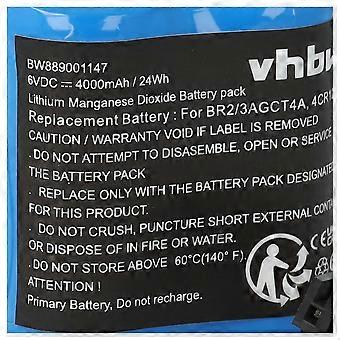 BW889001147
vhbw
6VDC ⎓ 4000mAh / 24Wh
Lithium Manganese Dioxide Battery pack
Replacement Battery : For BR2/3AGCT4A, 4CR
CAUTION / WARRANTY VOID IF LABEL IS REMOVED
. DO NOT ATTEMPT TO DISASSEMBLE, OPEN OR SERVICE
THE BATTERY PACK
. REPLACE ONLY WITH THE BATTERY PACK DESIGNATED
FOR THIS PRODUCT.
. DO NOT CRUSH, PUNCTURE SHORT EXTERNAL
OR DISPOSE OF IN FIRE OR WATER.
. DO NOT STORE ABOVE 60°C(140° F).
ATTENTION !
Primary Battery, Do not recharge.